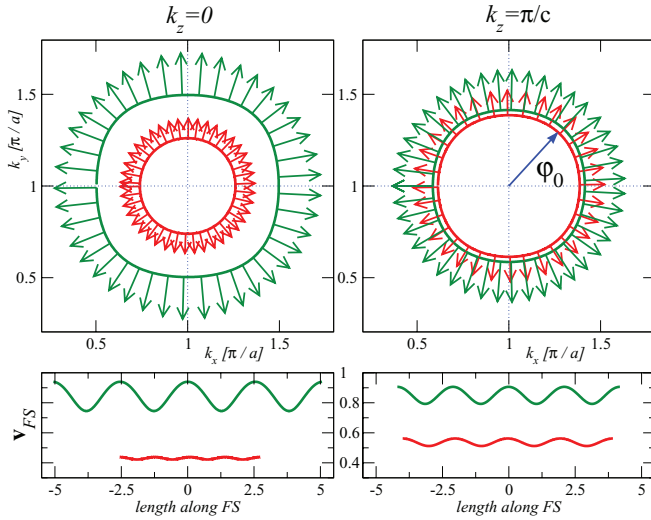 k_z=0
k_z=π/c
k_y [π / a]
1.5
1
0.5
1.5
1
0.5
φ_0
0.5 k_x [π / a] 1 1.5
0.5 k_x [π / a] 1 1.5
V_FS
1
0.8
0.6
0.4
-5 -2.5 0 2.5 5
-5 -2.5 0 2.5 5
length along FS
length along FS